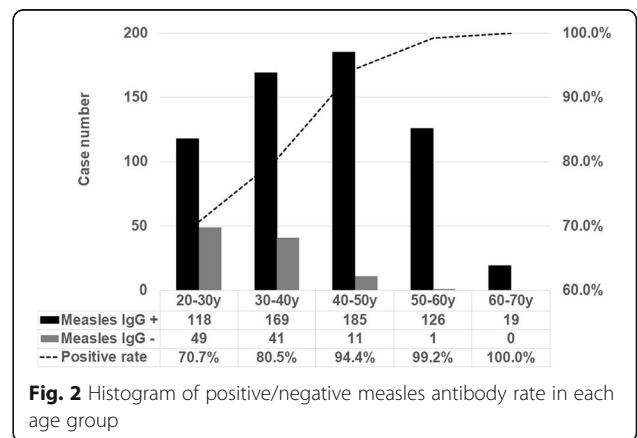 200
150
100
50
0
Case number
100.0%
90.0%
80.0%
70.0%
60.0%
20-30y 30-40y 40-50y 50-60y 60-70y
Measles IgG + 118 169 185 126 19
Measles IgG - 49 41 11 1 0
Positive rate 70.7% 80.5% 94.4% 99.2% 100.0%
Fig. 2 Histogram of positive/negative measles antibody rate in each
age group